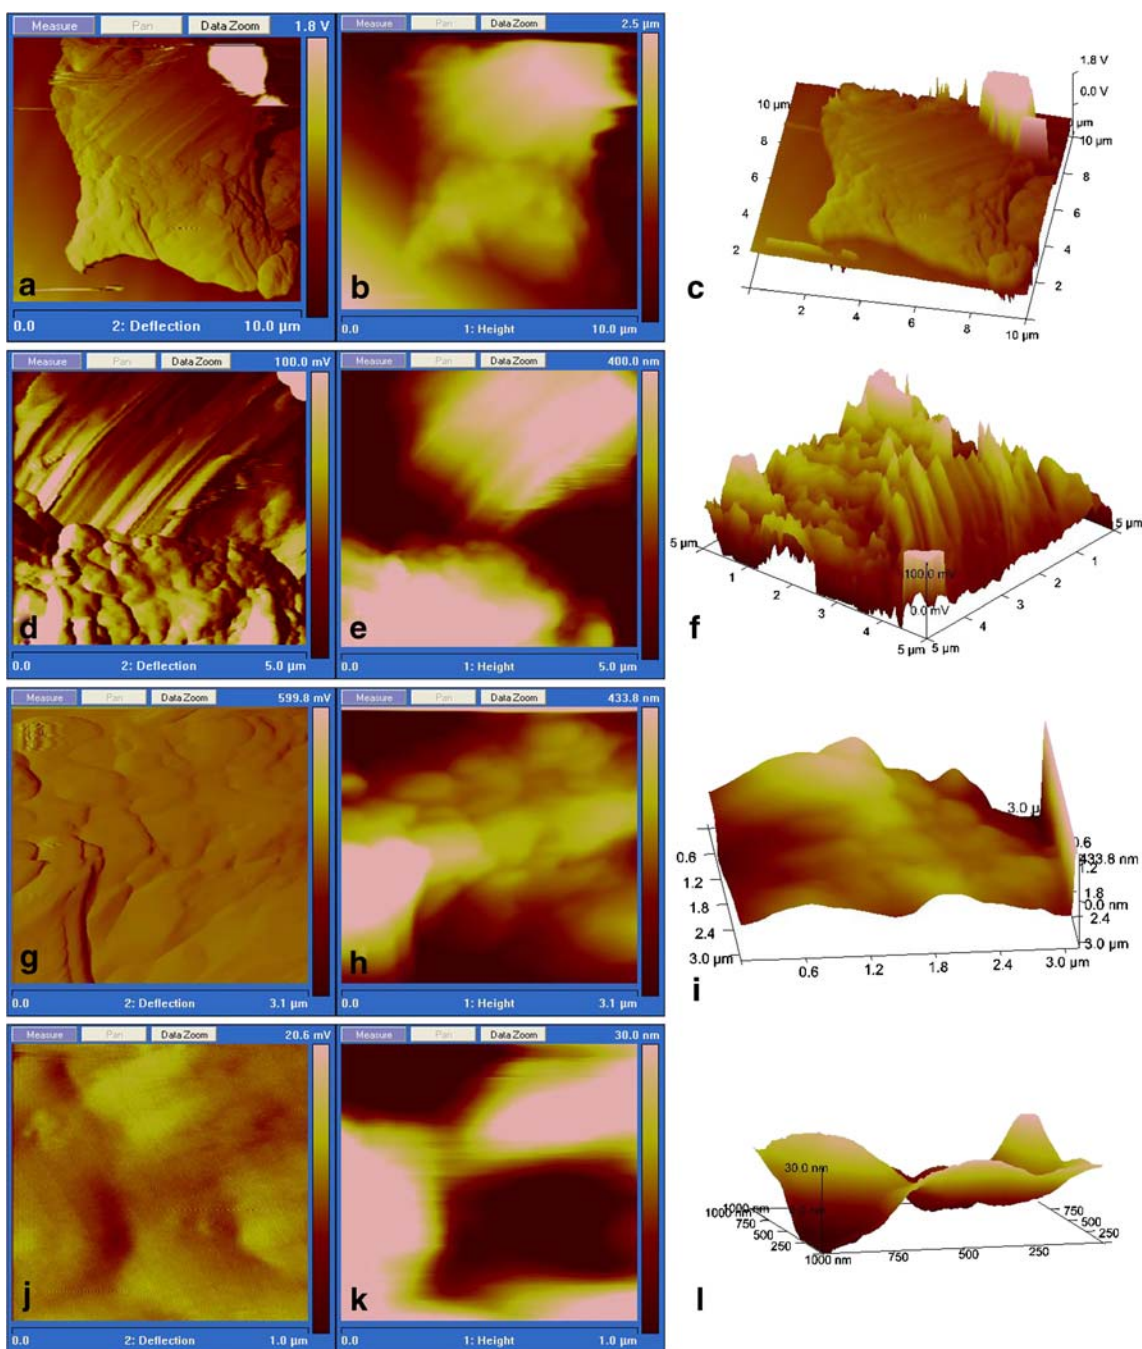 Measure Pan Data Zoom 1.8 V
Measure Pan Data Zoom 2.5 µm
a
b
0.0 2: Deflection 10.0 µm
0.0 1: Height 10.0 µm
1.8 V
0.0 V
10 µm
µm
10 µm
8
8
6
6
4
4
2
2
2
4
6
8
10 µm
c
Measure Pan Data Zoom 100.0 mV
Measure Pan Data Zoom 400.0 nm
d
e
0.0 2: Deflection 5.0 µm
0.0 1: Height 5.0 µm
5 µm
5 µm
1
1
2
2
3
3
4
4
100.0 mV
0.0 mV
5 µm
5 µm
f
Measure Pan Data Zoom 599.8 mV
Measure Pan Data Zoom 433.8 nm
g
h
0.0 2: Deflection 3.1 µm
0.0 1: Height 3.1 µm
3.0 µ
0.6
0.6
433.8 nm
1.2
1.2
1.8
1.8
0.0 nm
2.4
2.4
3.0 µm
3.0 µm
0.6
1.2
1.8
2.4
3.0 µm
i
Measure Pan Data Zoom 20.6 mV
Measure Pan Data Zoom 30.0 nm
j
k
0.0 2: Deflection 1.0 µm
0.0 1: Height 1.0 µm
30.0 nm
1000 nm
1000 nm
750
500
250
750
500
250
1000 nm
750
500
250
l